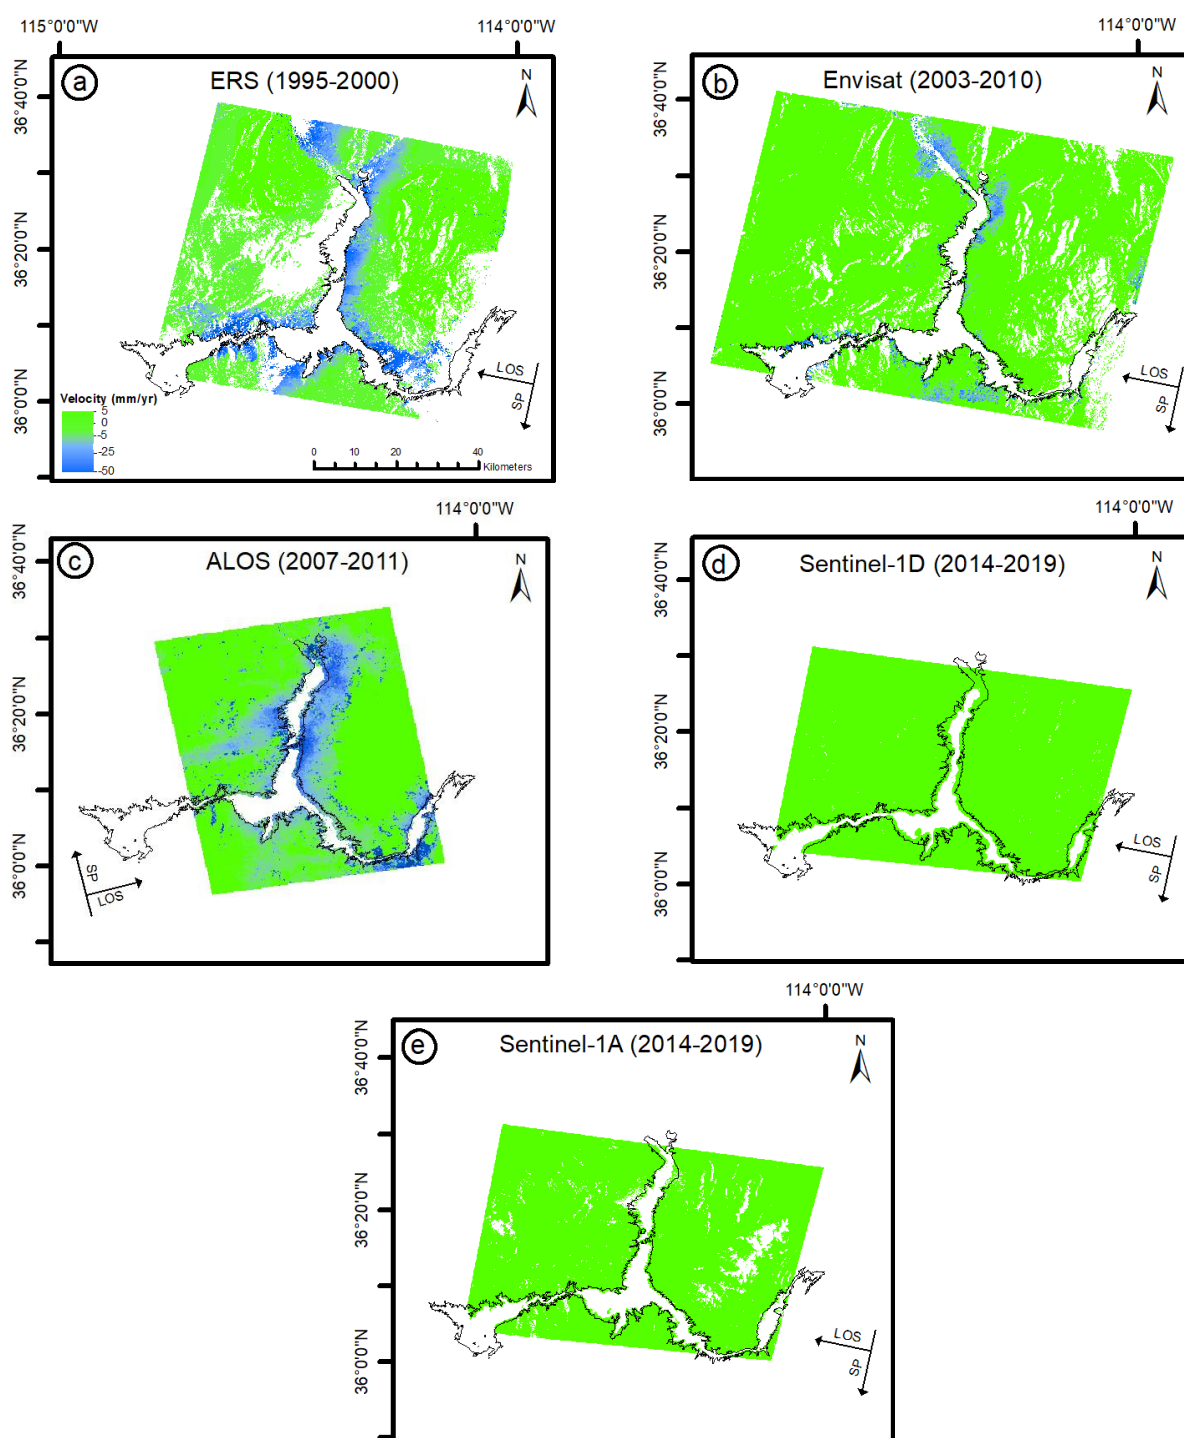 115°0'0"W
114°0'0"W
a
ERS (1995-2000)
N
36°40'0"N
36°20'0"N
36°0'0"N
LOS
SP
Velocity (mm/yr)
5
0
-5
-25
-50
0 10 20 40
Kilometers
114°0'0"W
b
Envisat (2003-2010)
N
36°40'0"N
36°20'0"N
36°0'0"N
LOS
SP
114°0'0"W
c
ALOS (2007-2011)
N
36°40'0"N
36°20'0"N
36°0'0"N
SP
LOS
114°0'0"W
d
Sentinel-1D (2014-2019)
N
36°40'0"N
36°20'0"N
36°0'0"N
LOS
SP
114°0'0"W
e
Sentinel-1A (2014-2019)
N
36°40'0"N
36°20'0"N
36°0'0"N
LOS
SP